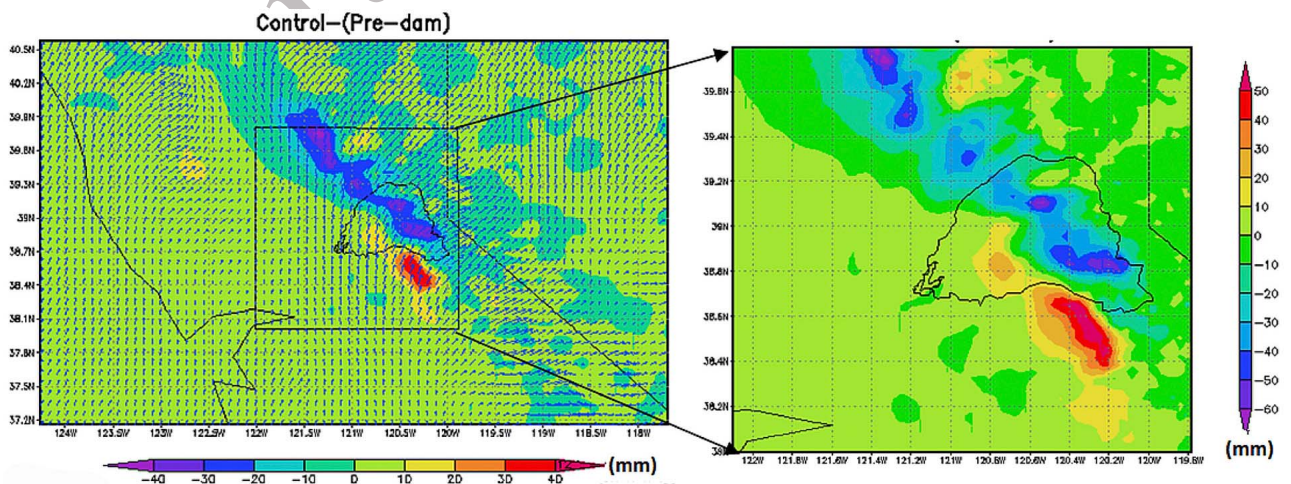 Control-(Pre-dam)
40.5N
40.2N
39.9N
39.6N
39.3N
39N
38.7N
38.4N
38.1N
37.8N
37.5N
37.2N
124W 123.5W 123W 122.5W 122W 121.5W 121W 120.5W 120W 119.5W 119W 118.5W 118W
-40 -30 -20 -10 0 10 20 30 40 (mm)
39.8N
39.4N
39.2N
39N
38.8N
38.6N
38.4N
38.2N
122W 121.8W 121.6W 121.4W 121.2W 121W 120.8W 120.6W 120.4W 120.2W 120W 119.8W
50
40
30
20
10
0
-10
-20
-30
-40
-50
-60
(mm)